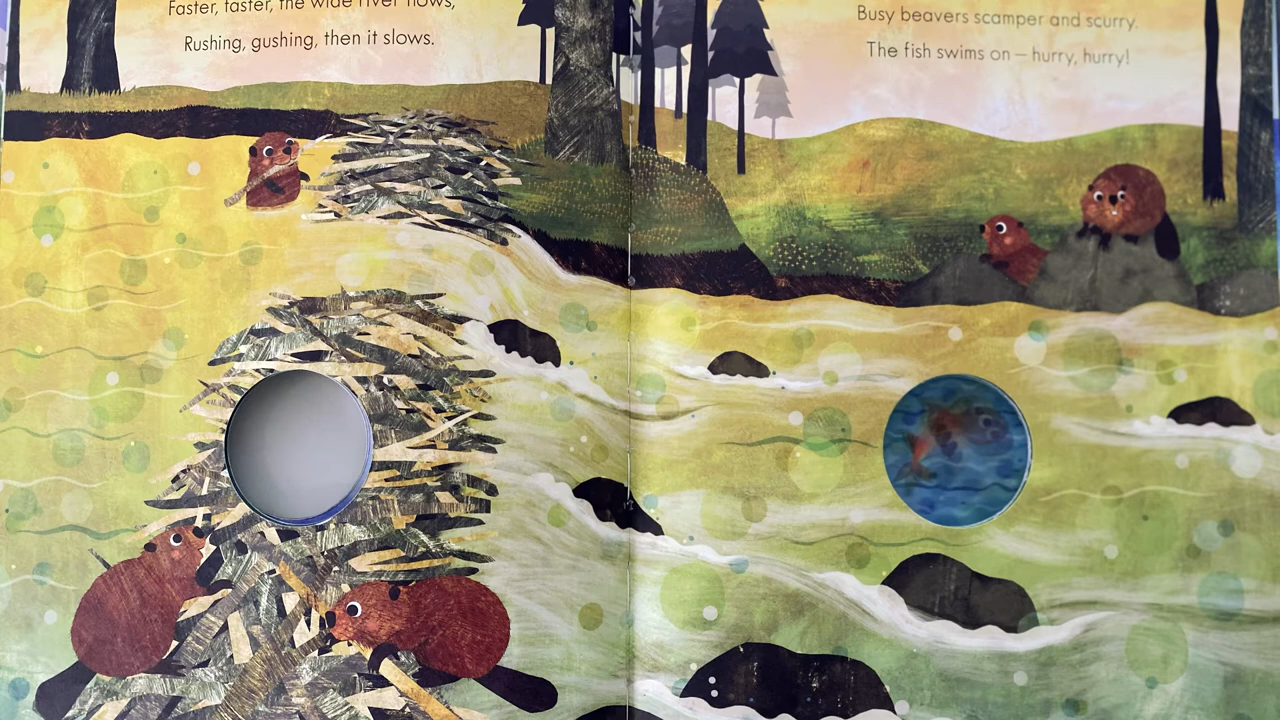 Faster, faster, the wide river flows,
Rushing, gushing, then it slows.
Busy beavers scamper and scurry.
The fish swims on – hurry, hurry!